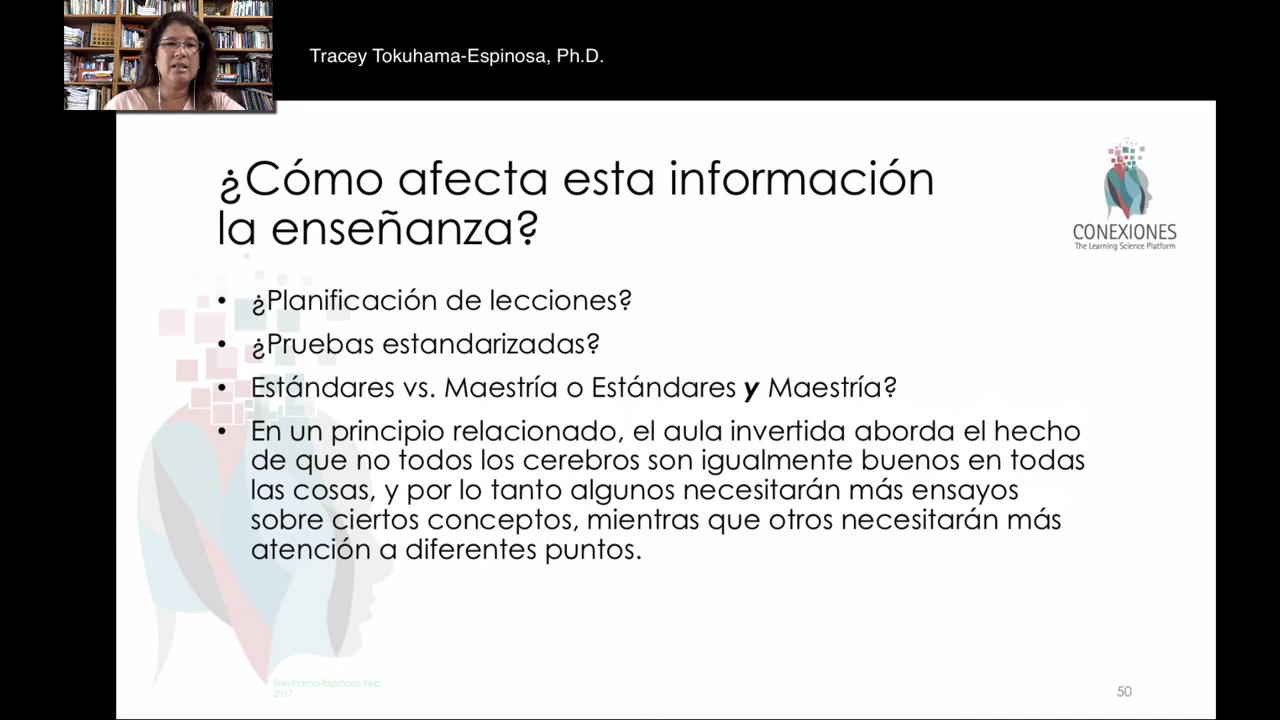 Tracey Tokuhama-Espinosa, Ph.D.
¿Cómo afecta esta información
la enseñanza?
CONEXIONES
The Learning Science Platform
• ¿Planificación de lecciones?
• ¿Pruebas estandarizadas?
• Estándares vs. Maestría o Estándares y Maestría?
• En un principio relacionado, el aula invertida aborda el hecho
de que no todos los cerebros son igualmente buenos en todas
las cosas, y por lo tanto algunos necesitarán más ensayos
sobre ciertos conceptos, mientras que otros necesitarán más
atención a diferentes puntos.
Tokuhama-Espinosa Feb
2017
50